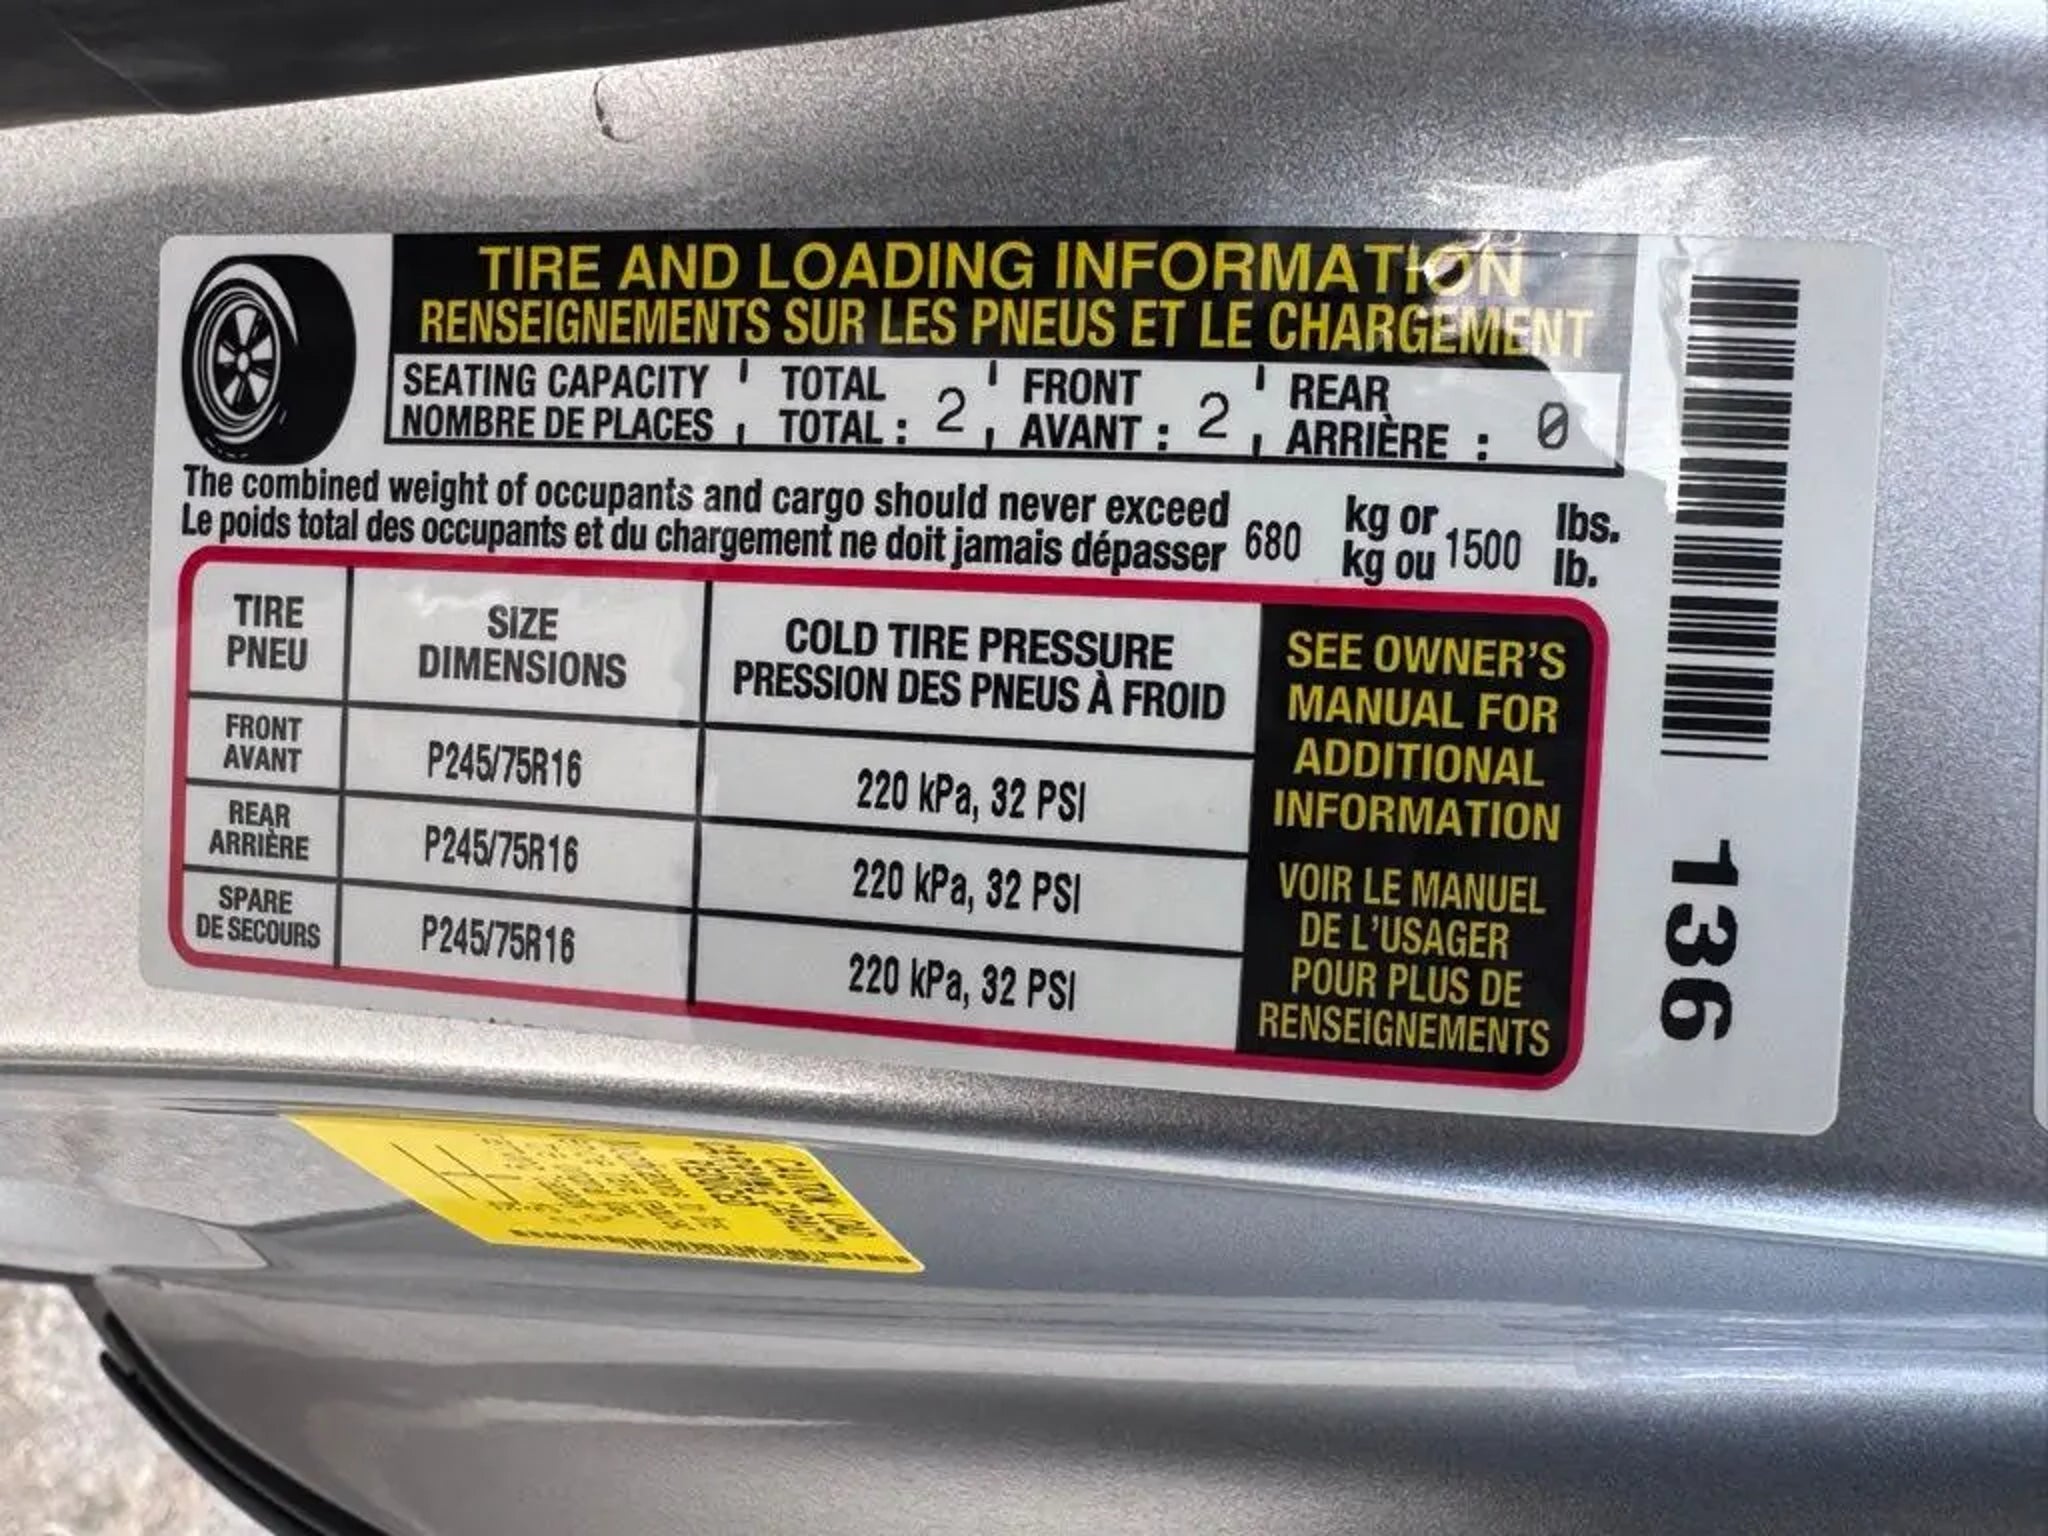 TIRE AND LOADING INFORMATION
RENSEIGNEMENTS SUR LES PNEUS ET LE CHARGEMENT
SEATING CAPACITY TOTAL FRONT REAR
NOMBRE DE PLACES TOTAL : 2 AVANT : 2 ARRIÈRE : 0
The combined weight of occupants and cargo should never exceed 680 kg or 1500 lbs.
Le poids total des occupants et du chargement ne doit jamais dépasser kg ou lb.
TIRE SIZE COLD TIRE PRESSURE
PNEU DIMENSIONS PRESSION DES PNEUS À FROID
FRONT
AVANT P245/75R16 220 kPa, 32 PSI
REAR
ARRIÈRE P245/75R16 220 kPa, 32 PSI
SPARE
DE SECOURS P245/75R16 220 kPa, 32 PSI
SEE OWNER'S
MANUAL FOR
ADDITIONAL
INFORMATION
VOIR LE MANUEL
DE L'USAGER
POUR PLUS DE
RENSEIGNEMENTS
136